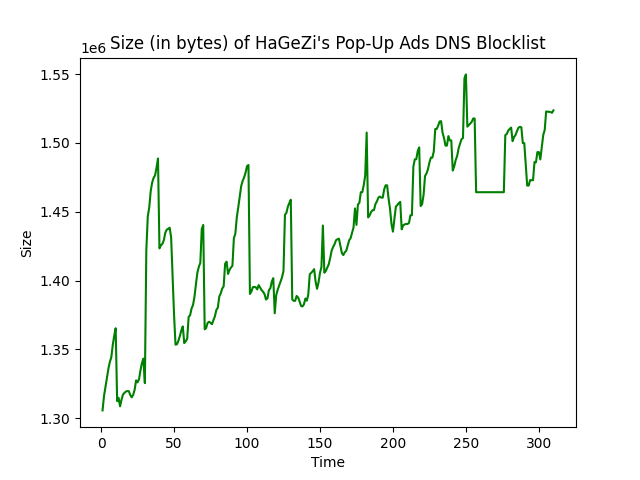 Size (in bytes) of HaGeZi's Pop-Up Ads DNS Blocklist
1e6
1.55
1.50
1.45
1.40
1.35
1.30
Size
0 50 100 150 200 250 300
Time